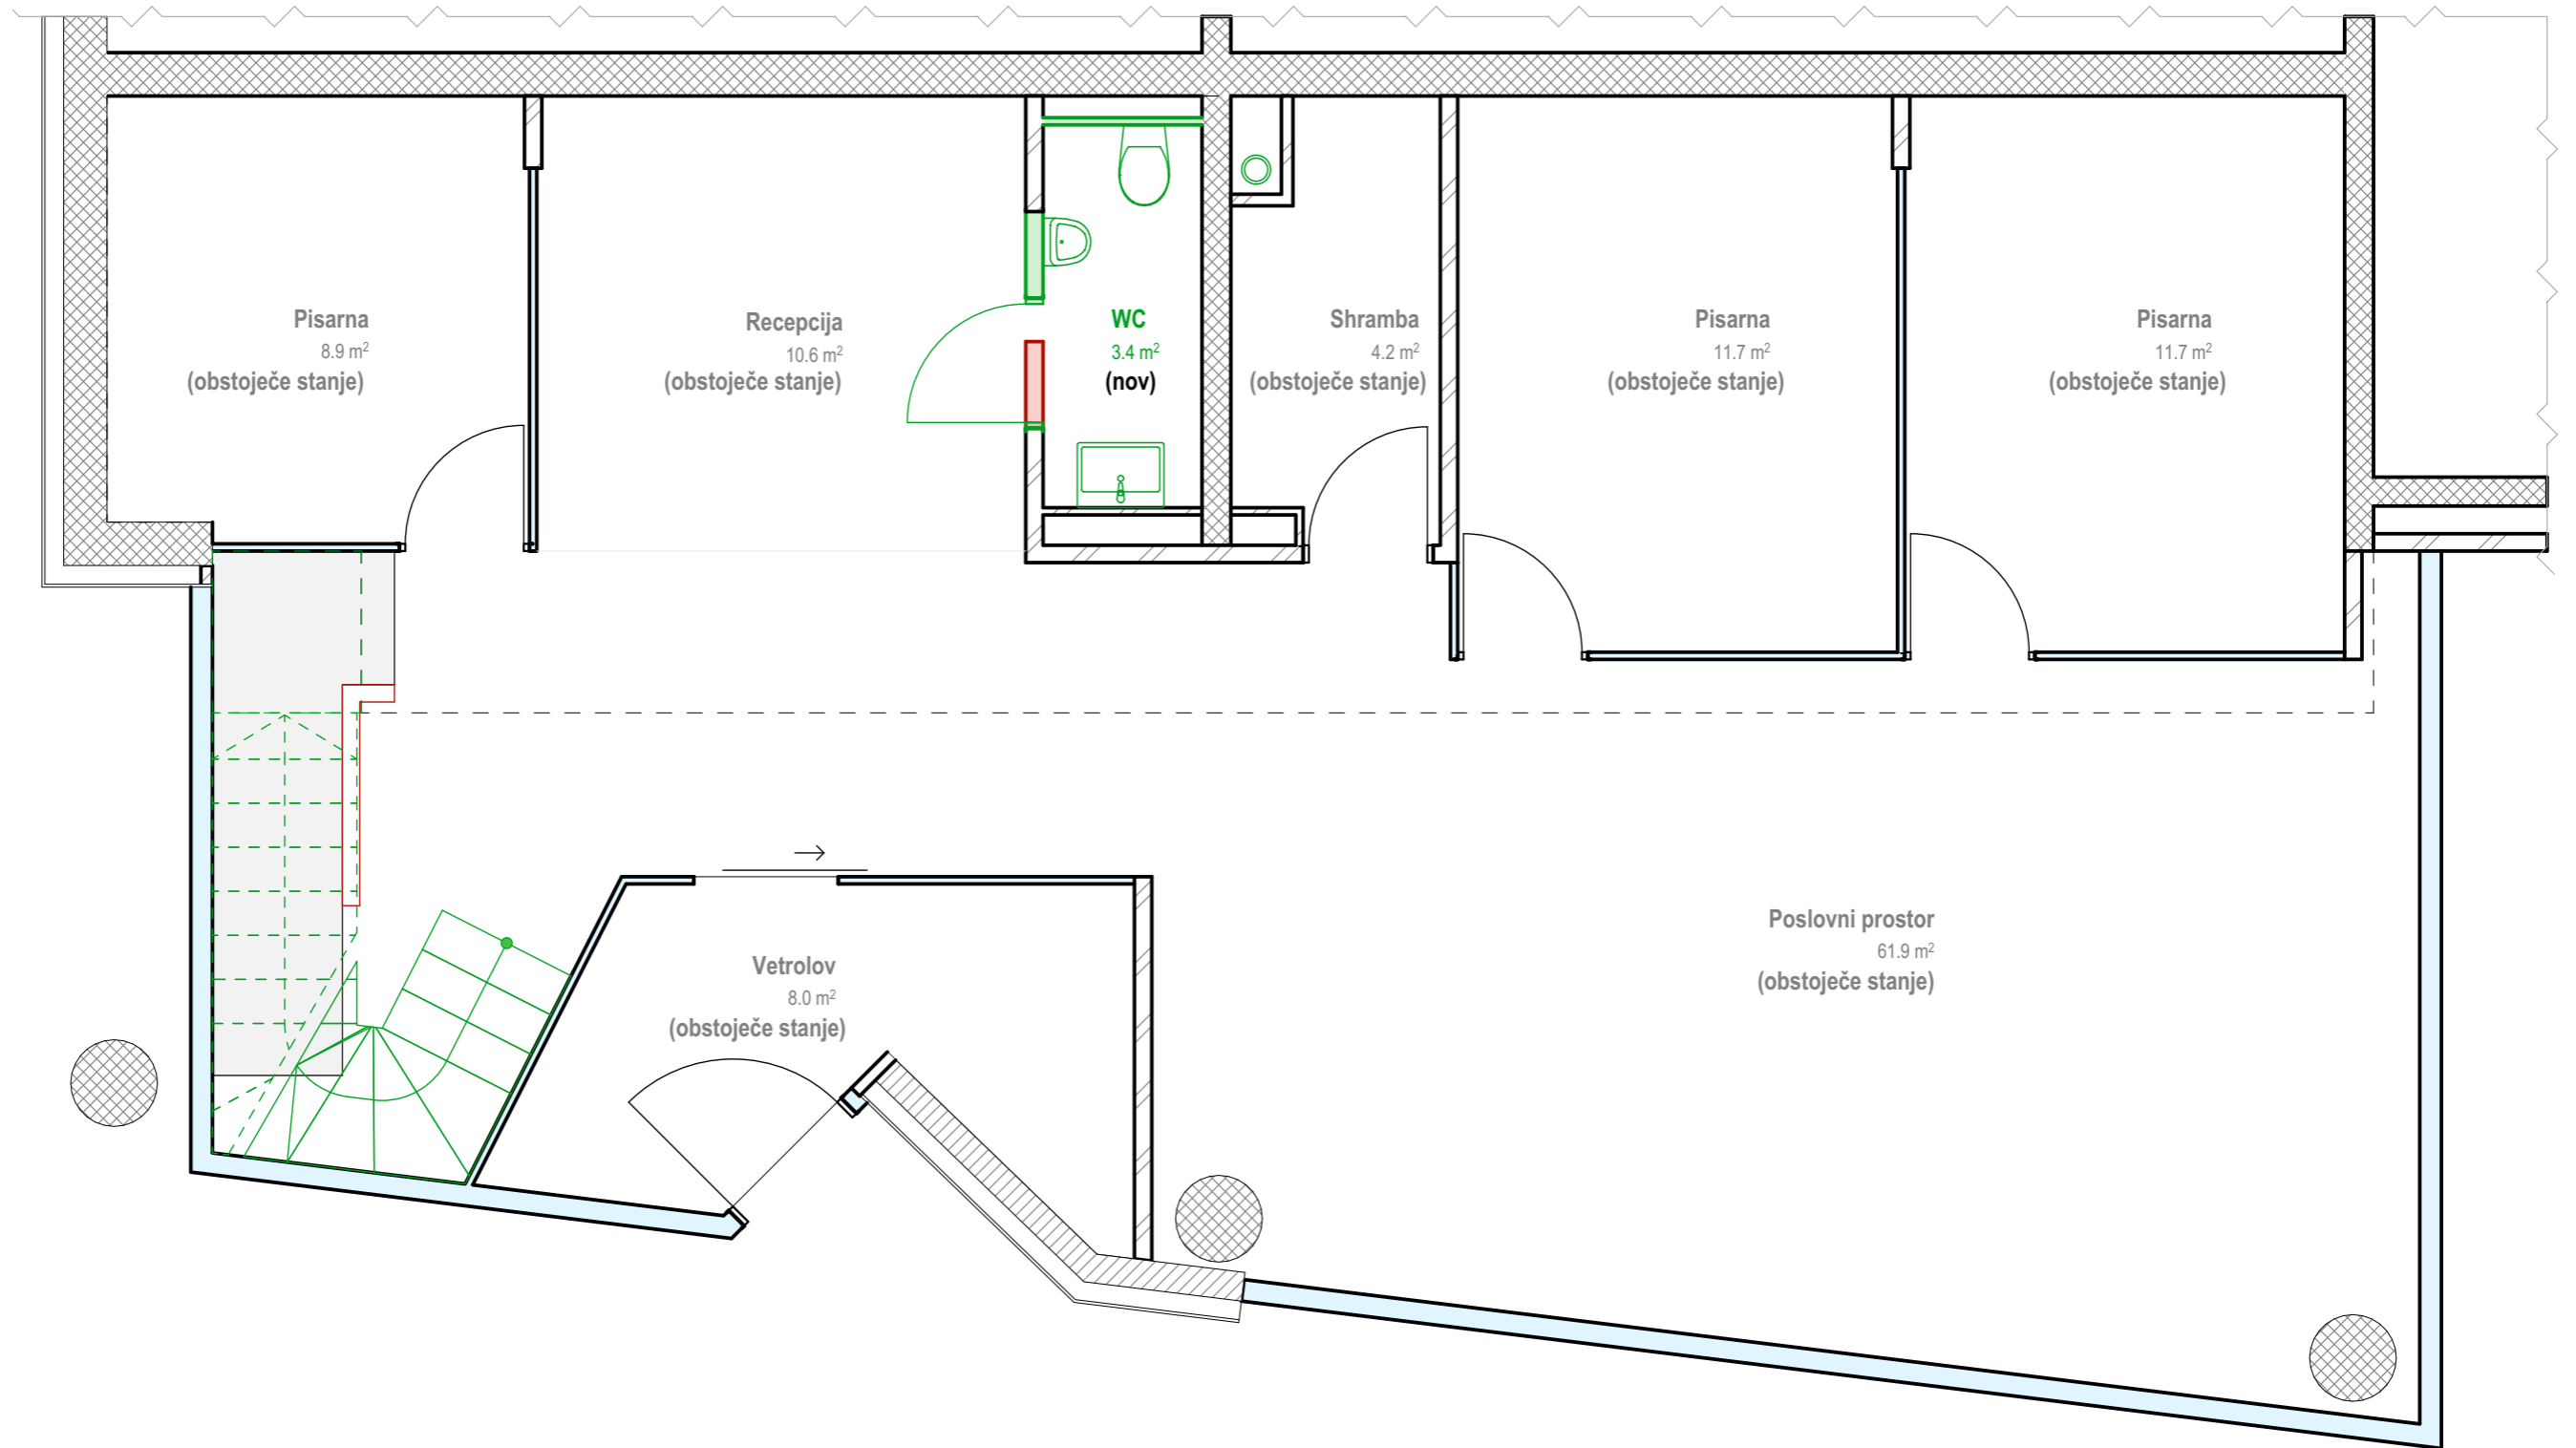 Pisarna
8.9 m²
(obstoječe stanje)
Recepcija
10.6 m²
(obstoječe stanje)
WC
3.4 m²
(nov)
Shramba
4.2 m²
(obstoječe stanje)
Pisarna
11.7 m²
(obstoječe stanje)
Pisarna
11.7 m²
(obstoječe stanje)
Vetrolov
8.0 m²
(obstoječe stanje)
Poslovni prostor
61.9 m²
(obstoječe stanje)